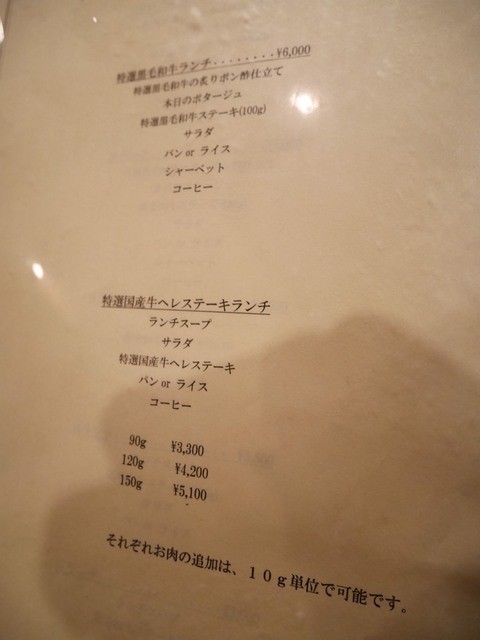 特選黒毛和牛ランチ........¥6,000
特選黒毛和牛の炙りポン酢仕立て
本日のポタージュ
特選黒毛和牛ステーキ(100g)
サラダ
パン or ライス
シャーベット
コーヒー
特選国産牛ヘレステーキランチ
ランチスープ
サラダ
特選国産牛ヘレステーキ
パン or ライス
コーヒー
90g ¥3,300
120g ¥4,200
150g ¥5,100
それぞれお肉の追加は、１０ｇ単位で可能です。